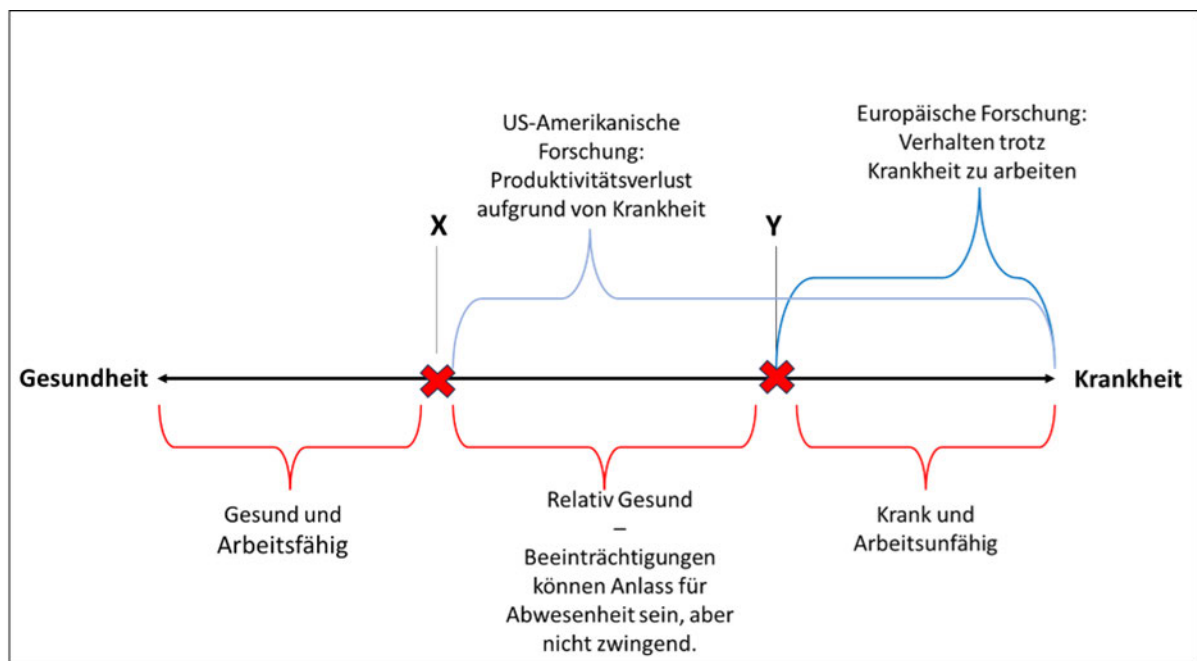 US-Amerikanische
Forschung:
Produktivitätsverlust
aufgrund von Krankheit
Europäische Forschung:
Verhalten trotz
Krankheit zu arbeiten
X
Y
Gesundheit
Krankheit
Gesund und
Arbeitsfähig
Relativ Gesund
–
Beeinträchtigungen
können Anlass für
Abwesenheit sein, aber
nicht zwingend.
Krank und
Arbeitsunfähig